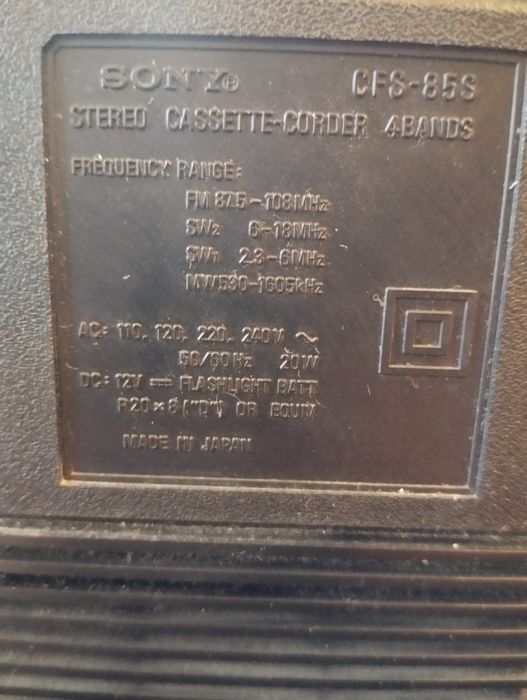 SONY® CFS-85S
STEREO CASSETTE-CORDER 4BANDS
FREQUENCY RANGE:
FM 87.5-108MHz
SW2 6-18MHz
SW1 2.3-6MHz
MW 530-1605kHz
AC: 110, 120, 220, 240V ~
50/60Hz 20W
DC: 12V ⎓ FLASHLIGHT BATT
R20×8 ("D") OR EQUIV
MADE IN JAPAN